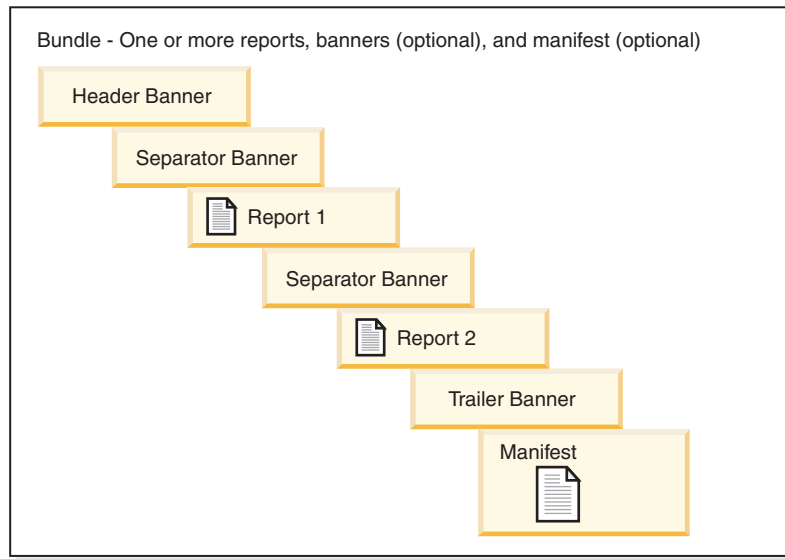 Bundle - One or more reports, banners (optional), and manifest (optional)
Header Banner
Separator Banner
Report 1
Separator Banner
Report 2
Trailer Banner
Manifest